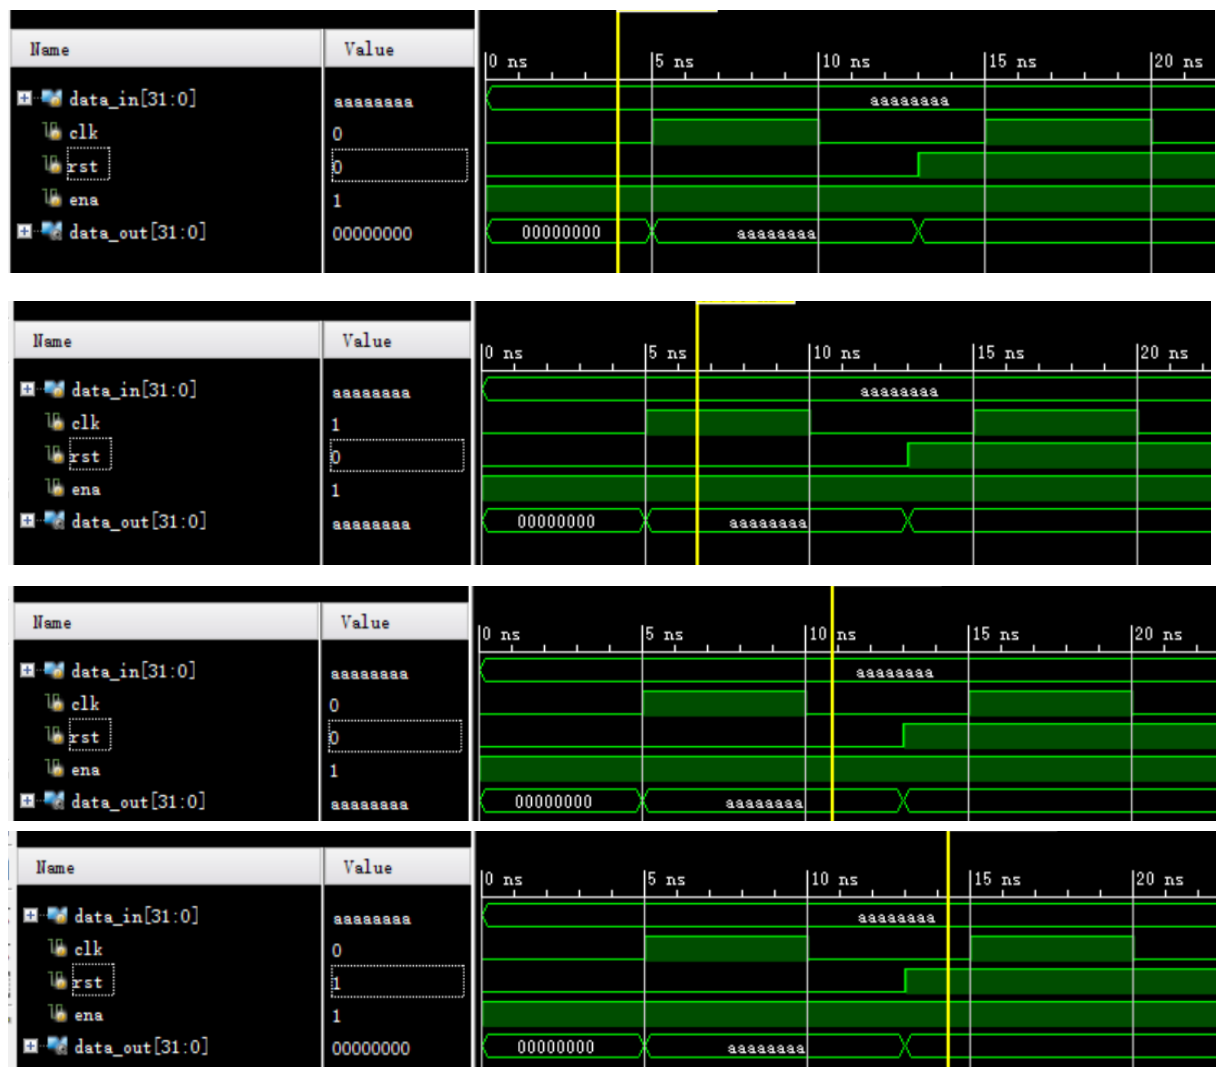 Name Value
0 ns 5 ns 10 ns 15 ns 20 ns
data_in[31:0] aaaaaaaa aaaaaaaa
clk 0
rst 0
ena 1
data_out[31:0] 00000000 00000000 aaaaaaaa
Name Value
0 ns 5 ns 10 ns 15 ns 20 ns
data_in[31:0] aaaaaaaa aaaaaaaa
clk 1
rst 0
ena 1
data_out[31:0] aaaaaaaa 00000000 aaaaaaaa
Name Value
0 ns 5 ns 10 ns 15 ns 20 ns
data_in[31:0] aaaaaaaa aaaaaaaa
clk 0
rst 0
ena 1
data_out[31:0] aaaaaaaa 00000000 aaaaaaaa
Name Value
0 ns 5 ns 10 ns 15 ns 20 ns
data_in[31:0] aaaaaaaa aaaaaaaa
clk 0
rst 1
ena 1
data_out[31:0] 00000000 00000000 aaaaaaaa